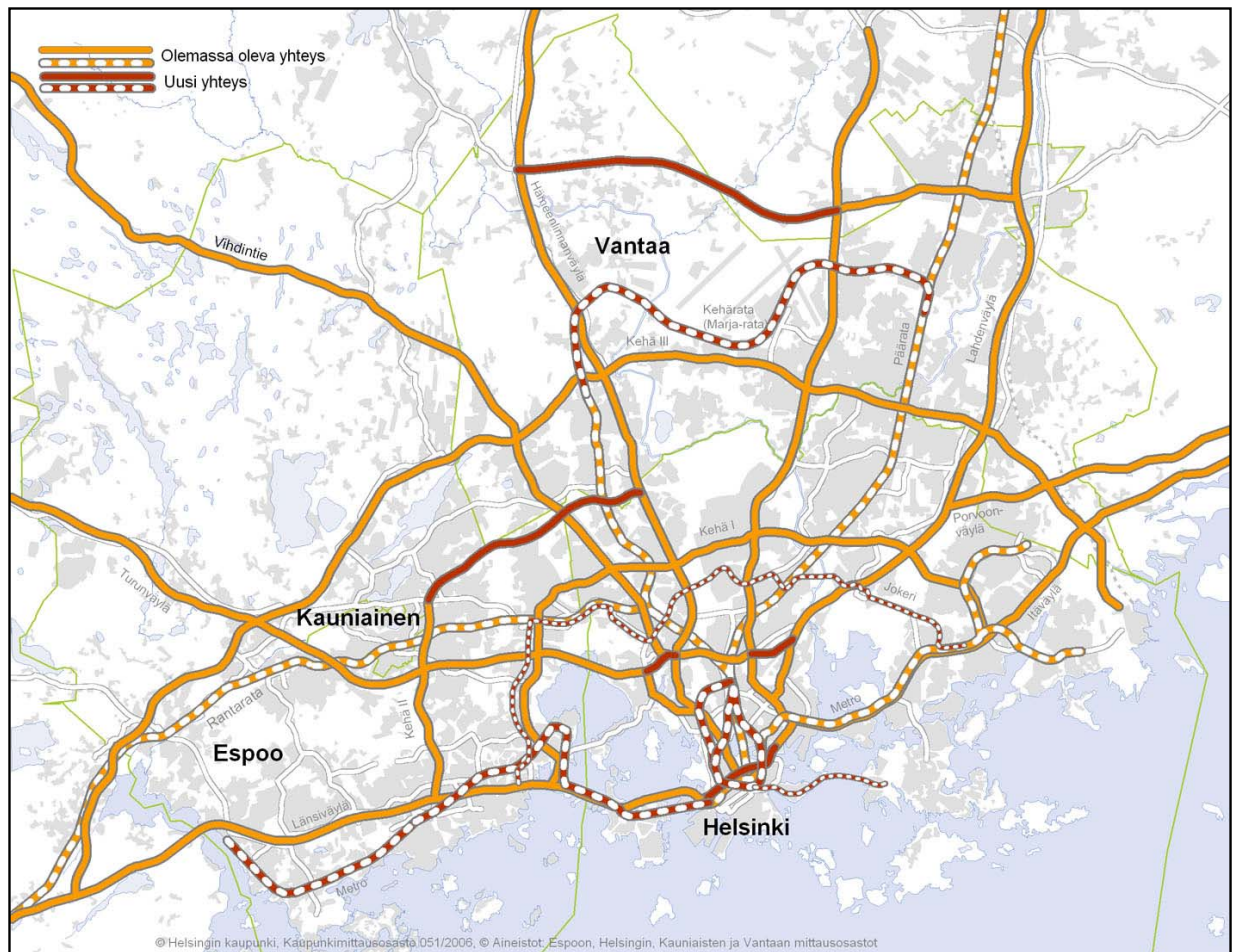 Olemassa oleva yhteys
Uusi yhteys
Hämeenlinnanväylä
Vantaa
Vihdintie
Kehärata
(Marja-rata)
Kehä III
Päärata
Lahdenväylä
Kehä I
Porvoon-
väylä
Turunväylä
Kauniainen
Jokeri
Itäväylä
Rantarata
Kehä II
Metro
Espoo
Länsiväylä
Helsinki
Metro
© Helsingin kaupunki, Kaupunkimittausosasto 051/2006, © Aineistot: Espoon, Helsingin, Kauniaisten ja Vantaan mittausosastot